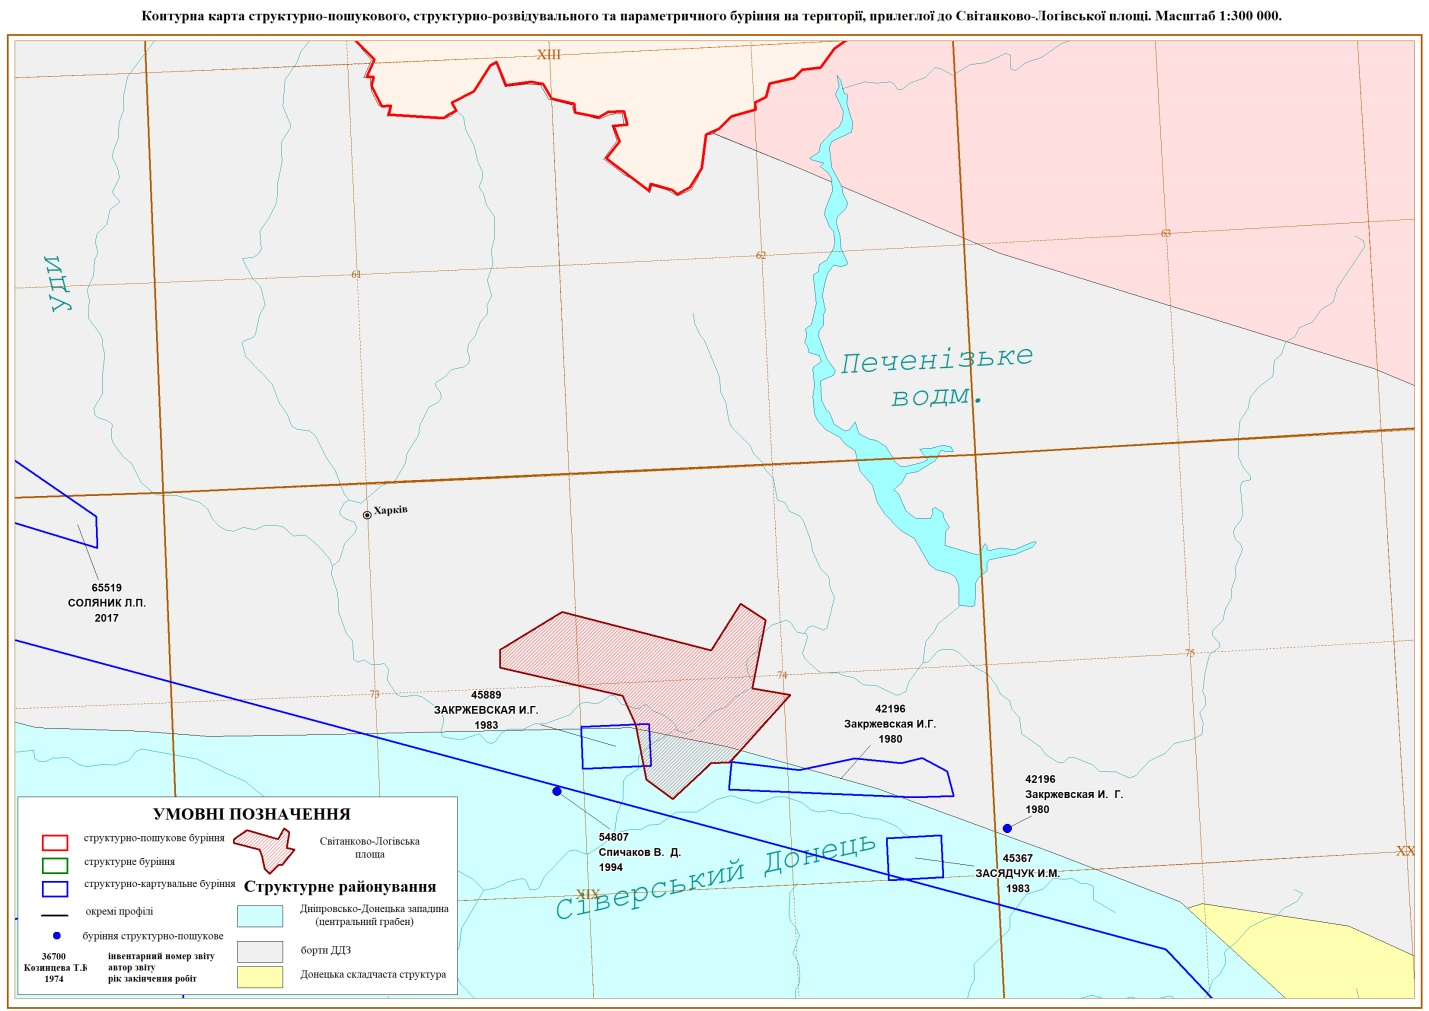 Контурна карта структурно-пошукового, структурно-розвідувального та параметричного буріння на території, прилеглої до Світанково-Логівської площі. Масштаб 1:300 000.
XIII
63
62
61
Уди
Печенізьке
водм.
Харків
65519
СОЛЯНИК Л.П.
2017
75
74
73
45889
ЗАКРЖЕВСКАЯ И.Г.
1983
42196
Закржевская И.Г.
1980
42196
Закржевская И. Г.
1980
54807
Спичаков В. Д.
1994
Сіверський Донець
45367
ЗАСЯДЧУК И.М.
1983
XX
XIX
УМОВНІ ПОЗНАЧЕННЯ
структурно-пошукове буріння
структурне буріння
структурно-картувальне буріння
окремі профілі
буріння структурно-пошукове
36700
Козинцева Т.В
1974
інвентарний номер звіту
автор звіту
рік закінчення робіт
Світанково-Логівська
площа
Структурне районування
Дніпровсько-Донецька западина
(центральний грабен)
борти ДДЗ
Донецька складчаста структура